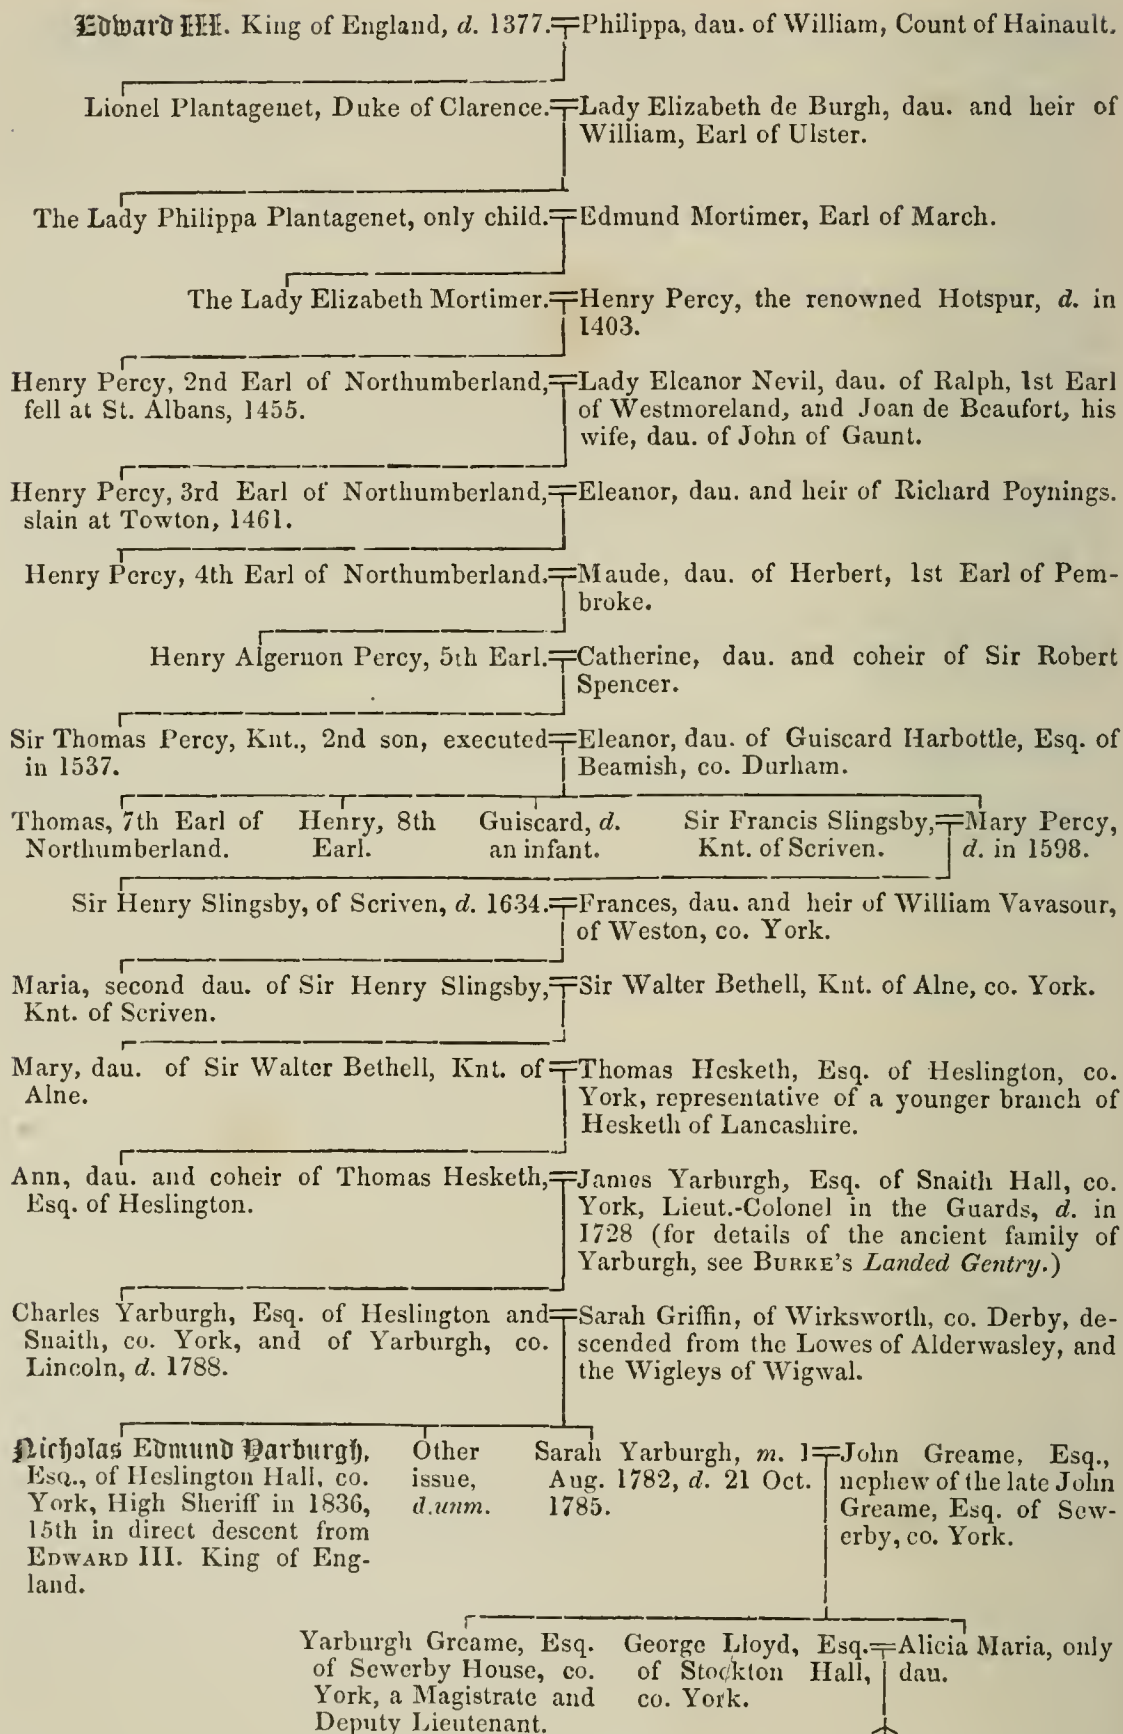 Edward III. King of England, d. 1377.
Philippa, dau. of William, Count of Hainault.
Lionel Plantagenet, Duke of Clarence.
Lady Elizabeth de Burgh, dau. and heir of
William, Earl of Ulster.
The Lady Philippa Plantagenet, only child.
Edmund Mortimer, Earl of March.
The Lady Elizabeth Mortimer.
Henry Percy, the renowned Hotspur, d. in
1403.
Henry Percy, 2nd Earl of Northumberland,
fell at St. Albans, 1455.
Lady Eleanor Nevil, dau. of Ralph, 1st Earl
of Westmoreland, and Joan de Beaufort, his
wife, dau. of John of Gaunt.
Henry Percy, 3rd Earl of Northumberland,
slain at Towton, 1461.
Eleanor, dau. and heir of Richard Poynings.
Henry Percy, 4th Earl of Northumberland.
Maude, dau. of Herbert, 1st Earl of Pem-
broke.
Henry Algernon Percy, 5th Earl.
Catherine, dau. and coheir of Sir Robert
Spencer.
Sir Thomas Percy, Knt., 2nd son, executed
in 1537.
Eleanor, dau. of Guiscard Harbottle, Esq. of
Beamish, co. Durham.
Thomas, 7th Earl of
Northumberland.
Henry, 8th
Earl.
Guiscard, d.
an infant.
Sir Francis Slingsby,
Knt. of Scriven.
Mary Percy,
d. in 1598.
Sir Henry Slingsby, of Scriven, d. 1634.
Frances, dau. and heir of William Vavasour,
of Weston, co. York.
Maria, second dau. of Sir Henry Slingsby,
Knt. of Scriven.
Sir Walter Bethell, Knt. of Alne, co. York.
Mary, dau. of Sir Walter Bethell, Knt. of
Alne.
Thomas Hesketh, Esq. of Heslington, co.
York, representative of a younger branch of
Hesketh of Lancashire.
Ann, dau. and coheir of Thomas Hesketh,
Esq. of Heslington.
James Yarburgh, Esq. of Snaith Hall, co.
York, Lieut.-Colonel in the Guards, d. in
1728 (for details of the ancient family of
Yarburgh, see BURKE's Landed Gentry.)
Charles Yarburgh, Esq. of Heslington and
Snaith, co. York, and of Yarburgh, co.
Lincoln, d. 1788.
Sarah Griffin, of Wirksworth, co. Derby, de-
scended from the Lowes of Alderwasley, and
the Wigleys of Wigwal.
Nicholas Edmund Yarburgh,
Esq., of Heslington Hall, co.
York, High Sheriff in 1836,
15th in direct descent from
EDWARD III. King of Eng-
land.
Other
issue,
d.unm.
Sarah Yarburgh, m. 1
Aug. 1782, d. 21 Oct.
1785.
John Greame, Esq.,
nephew of the late John
Greame, Esq. of Sew-
erby, co. York.
Yarburgh Greame, Esq.
of Sewerby House, co.
York, a Magistrate and
Deputy Lieutenant.
George Lloyd, Esq.
of Stockton Hall,
co. York.
Alicia Maria, only
dau.